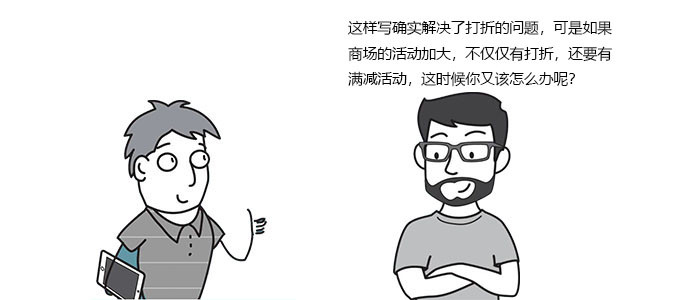 这样写确实解决了打折的问题，可是如果
商场的活动加大，不仅仅有打折，还要有
满减活动，这时候你又该怎么办呢？